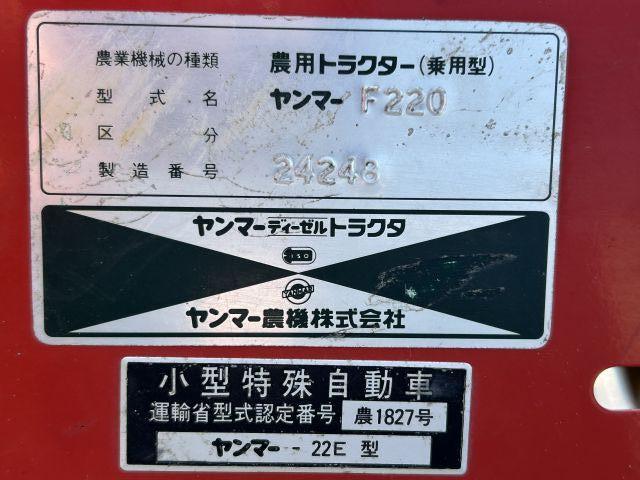 農業機械の種類 農用トラクター(乗用型)
型式名 ヤンマー F220
区分
製造番号 24248
ヤンマーディーゼルトラクタ
ISO
YANMAR
ヤンマー農機株式会社
小型特殊自動車
運輸省型式認定番号 農1827号
ヤンマー - 22E 型